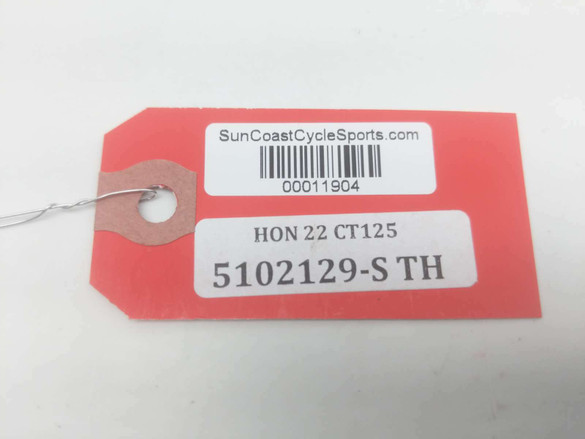 SunCoastCycleSports.com
00011904
HON 22 CT125
5102129-S TH